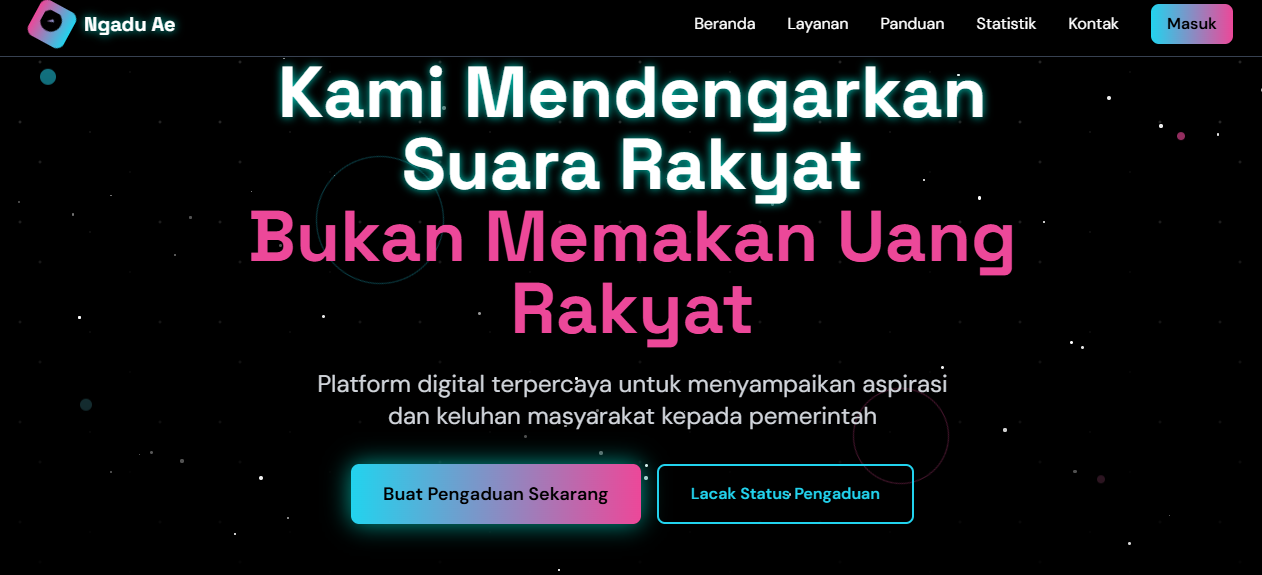 Ngadu Ae
Beranda Layanan Panduan Statistik Kontak Masuk
Kami Mendengarkan
Suara Rakyat
Bukan Memakan Uang
Rakyat
Platform digital terpercaya untuk menyampaikan aspirasi
dan keluhan masyarakat kepada pemerintah
Buat Pengaduan Sekarang
Lacak Status Pengaduan